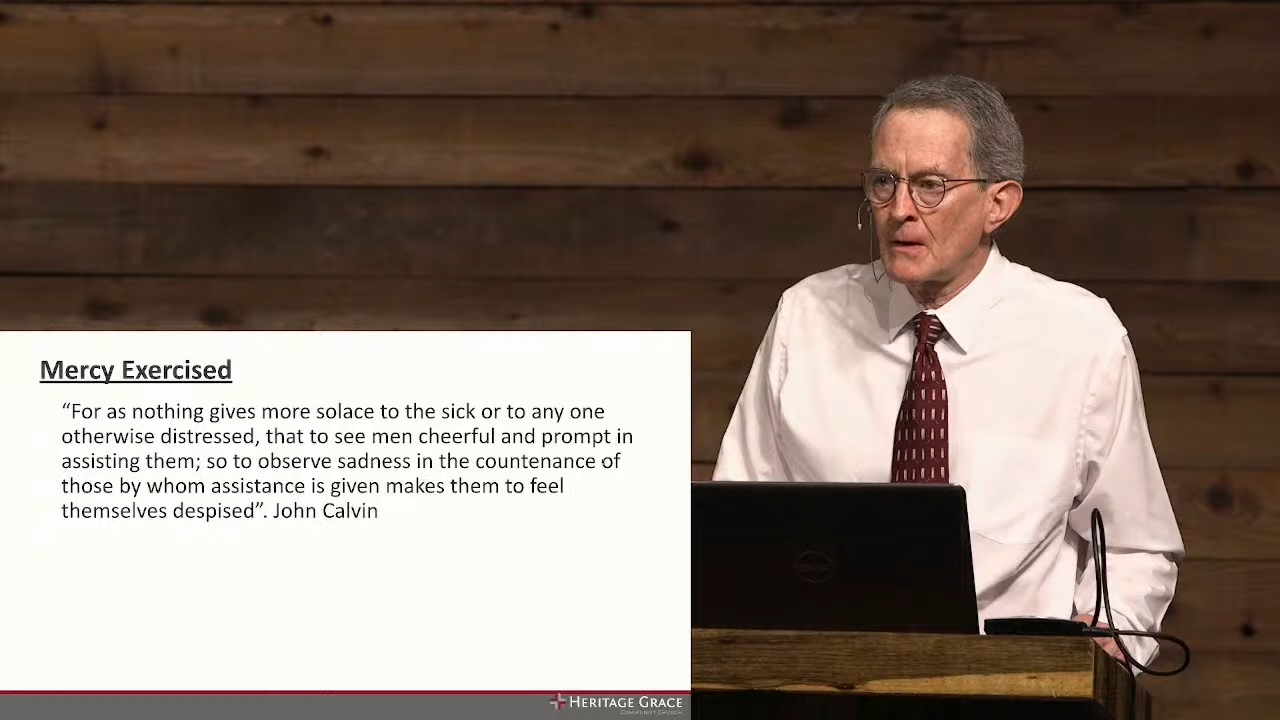 Mercy Exercised
“For as nothing gives more solace to the sick or to any one
otherwise distressed, that to see men cheerful and prompt in
assisting them; so to observe sadness in the countenance of
those by whom assistance is given makes them to feel
themselves despised”. John Calvin
HERITAGE GRACE
COMMUNITY CHURCH